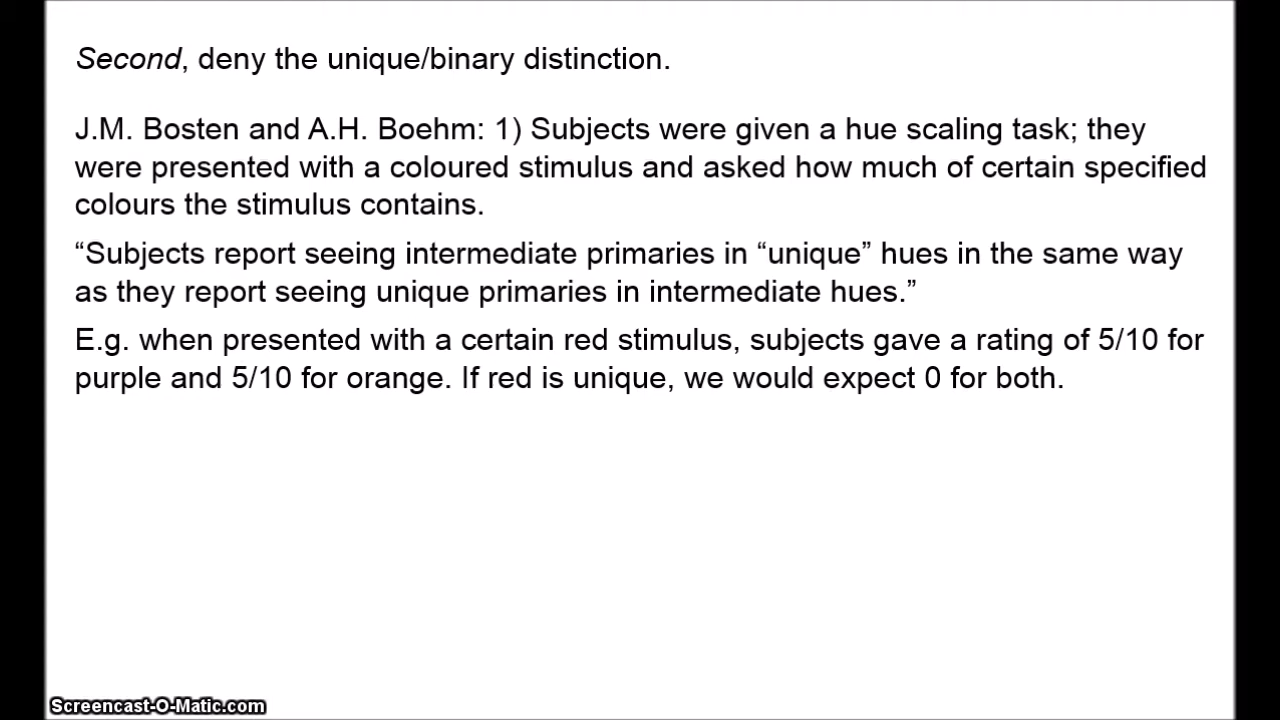 Second, deny the unique/binary distinction.
J.M. Bosten and A.H. Boehm: 1) Subjects were given a hue scaling task; they
were presented with a coloured stimulus and asked how much of certain specified
colours the stimulus contains.
“Subjects report seeing intermediate primaries in “unique” hues in the same way
as they report seeing unique primaries in intermediate hues.”
E.g. when presented with a certain red stimulus, subjects gave a rating of 5/10 for
purple and 5/10 for orange. If red is unique, we would expect 0 for both.
Screencast-O-Matic.com